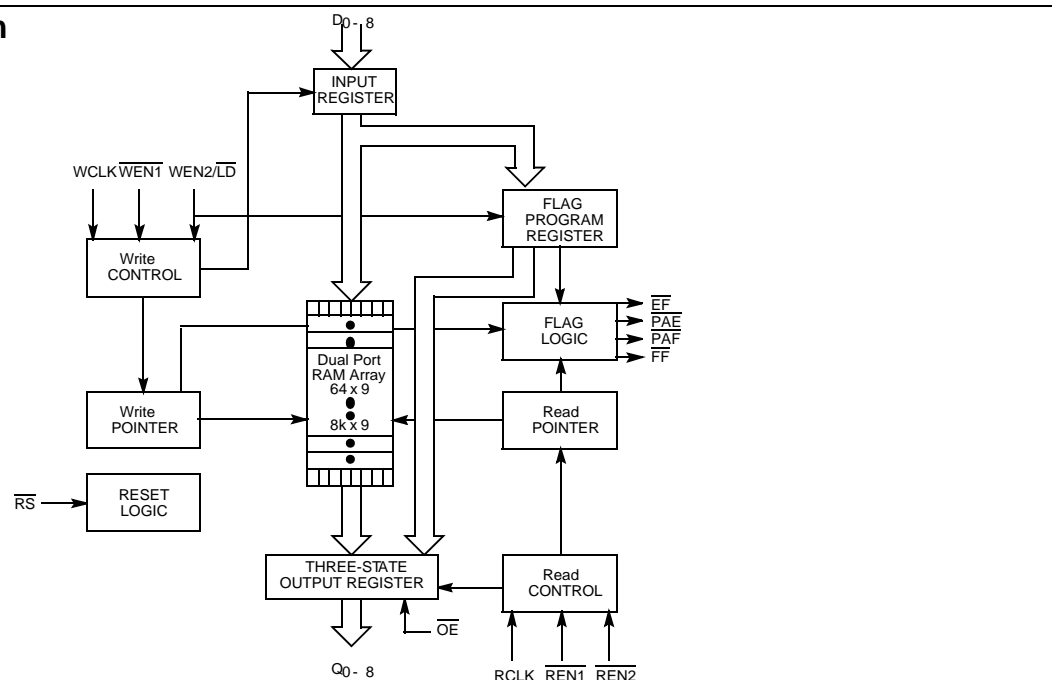 n
D0 - 8
INPUT
REGISTER
WCLK WEN1 WEN2/LD
FLAG
PROGRAM
REGISTER
Write
CONTROL
EF
PAE
PAF
FF
FLAG
LOGIC
Dual Port
RAM Array
64 x 9
8k x 9
Write
POINTER
Read
POINTER
RS
RESET
LOGIC
THREE-STATE
OUTPUT REGISTER
Read
CONTROL
OE
Q0 - 8
RCLK REN1 REN2